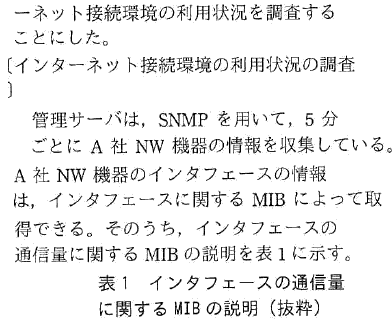 ーネット接続環境の利用状況を調査する
ことにした。
〔インターネット接続環境の利用状況の調査
〕
管理サーバは，SNMP を用いて，5 分
ごとに A 社 NW 機器の情報を収集している。
A 社 NW 機器のインタフェースの情報
は，インタフェースに関する MIB によって取
得できる。そのうち，インタフェースの
通信量に関する MIB の説明を表 1 に示す。
表 1　インタフェースの通信量
に関する MIB の説明（抜粋）